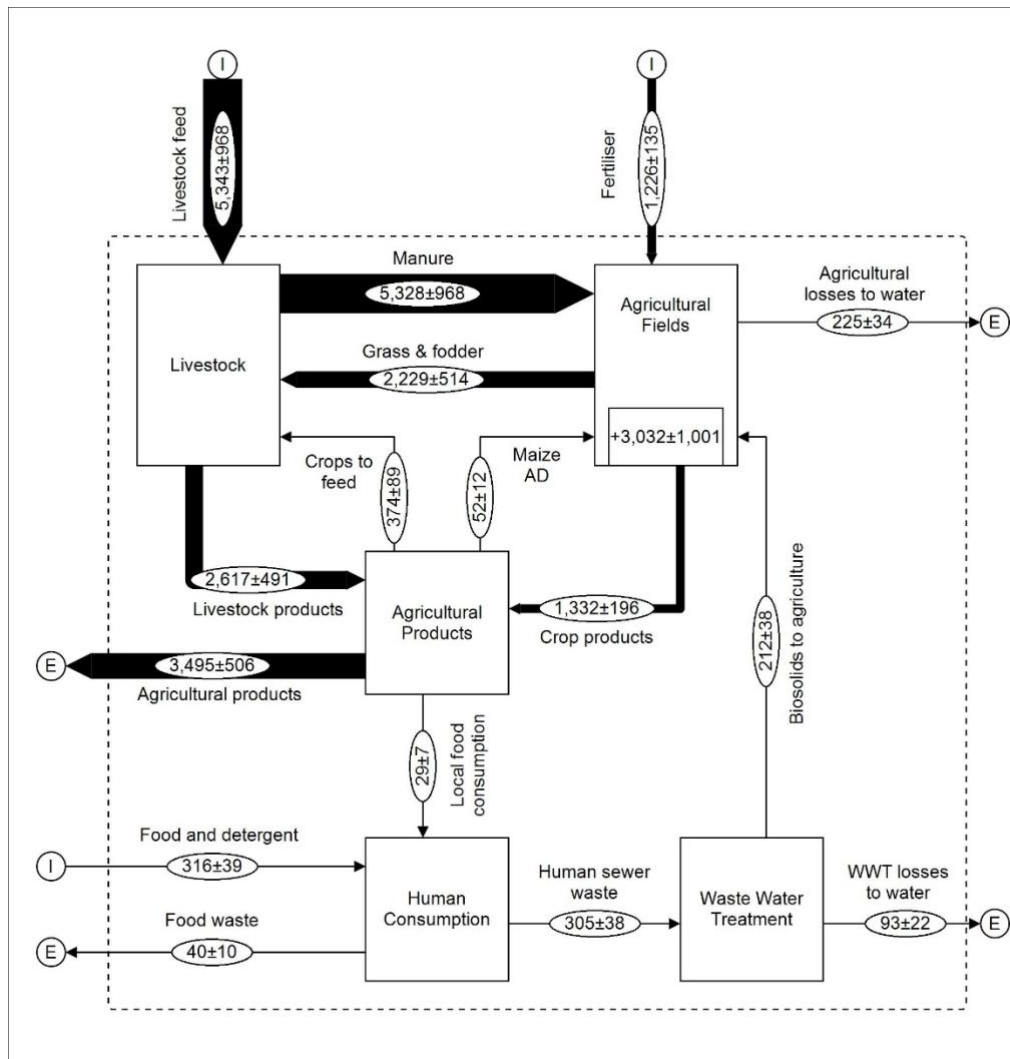 I
I
Livestock feed
5,343±968
Fertiliser
1,226±135
Manure
5,328±968
Agricultural
Fields
Agricultural
losses to water
225±34
E
Livestock
Grass & fodder
2,229±514
+3,032±1,001
Crops to
feed
374±89
52±12
Maize
AD
2,617±491
Livestock products
Agricultural
Products
1,332±196
Crop products
212±38
Biosolids to agriculture
E
3,495±506
Agricultural products
29±7
Local food
consumption
Food and detergent
I
316±39
Human
Consumption
Human sewer
waste
305±38
Waste Water
Treatment
WWT losses
to water
93±22
E
Food waste
E
40±10